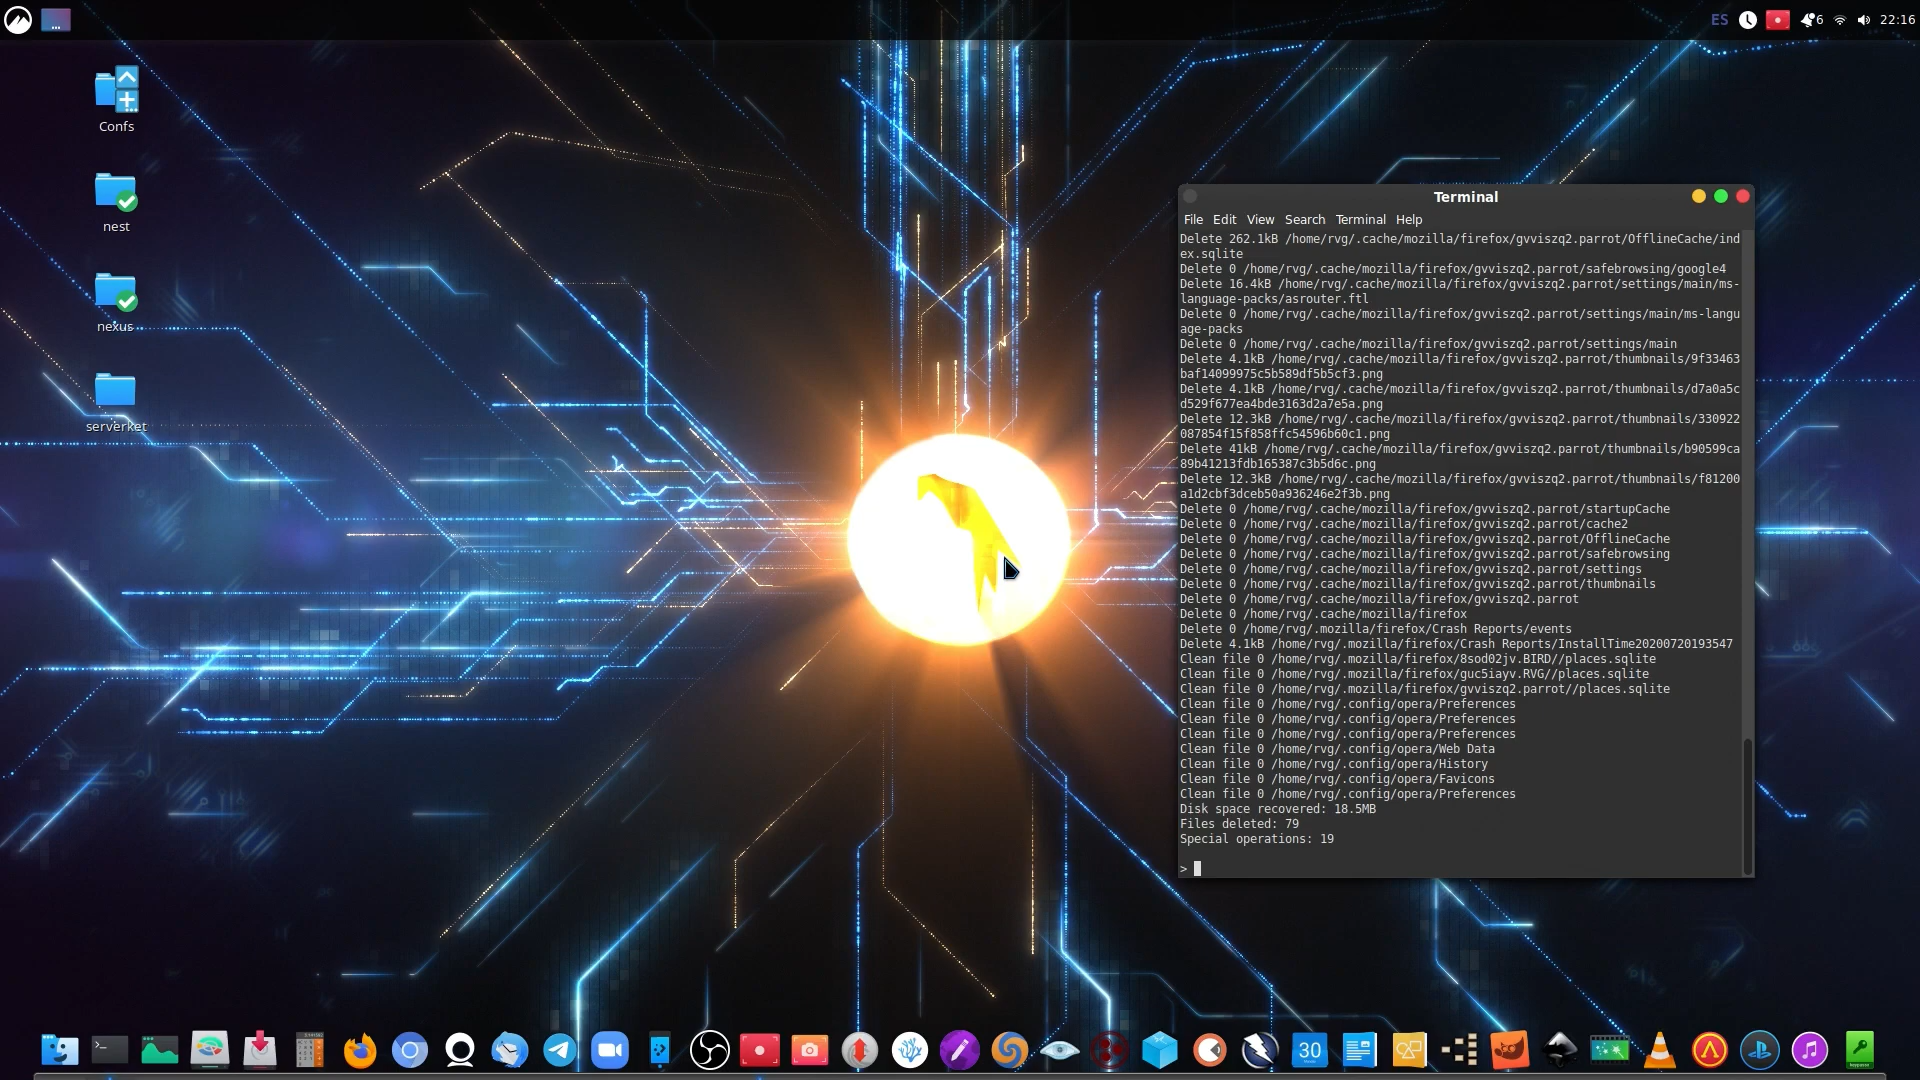 ES
6
22:16
Confs
nest
nexus
serverket
Terminal
File Edit View Search Terminal Help
Delete 262.1kB /home/rvg/.cache/mozilla/firefox/gvviszq2.parrot/OfflineCache/ind
ex.sqlite
Delete 0 /home/rvg/.cache/mozilla/firefox/gvviszq2.parrot/safebrowsing/google4
Delete 16.4kB /home/rvg/.cache/mozilla/firefox/gvviszq2.parrot/settings/main/ms-
language-packs/asrouter.ftl
Delete 0 /home/rvg/.cache/mozilla/firefox/gvviszq2.parrot/settings/main/ms-langu
age-packs
Delete 0 /home/rvg/.cache/mozilla/firefox/gvviszq2.parrot/settings/main
Delete 4.1kB /home/rvg/.cache/mozilla/firefox/gvviszq2.parrot/thumbnails/9f33463
baf14099975c5b589df5b5cf3.png
Delete 4.1kB /home/rvg/.cache/mozilla/firefox/gvviszq2.parrot/thumbnails/d7a0a5c
d529f677ea4bde3163d2a7e5a.png
Delete 12.3kB /home/rvg/.cache/mozilla/firefox/gvviszq2.parrot/thumbnails/330922
087854f15f858ffc54596b60c1.png
Delete 41kB /home/rvg/.cache/mozilla/firefox/gvviszq2.parrot/thumbnails/b90599ca
89b41213fdb165387c3b5d6c.png
Delete 12.3kB /home/rvg/.cache/mozilla/firefox/gvviszq2.parrot/thumbnails/f81200
a1d2cbf3dceb50a936246e2f3b.png
Delete 0 /home/rvg/.cache/mozilla/firefox/gvviszq2.parrot/startupCache
Delete 0 /home/rvg/.cache/mozilla/firefox/gvviszq2.parrot/cache2
Delete 0 /home/rvg/.cache/mozilla/firefox/gvviszq2.parrot/OfflineCache
Delete 0 /home/rvg/.cache/mozilla/firefox/gvviszq2.parrot/safebrowsing
Delete 0 /home/rvg/.cache/mozilla/firefox/gvviszq2.parrot/settings
Delete 0 /home/rvg/.cache/mozilla/firefox/gvviszq2.parrot/thumbnails
Delete 0 /home/rvg/.cache/mozilla/firefox/gvviszq2.parrot
Delete 0 /home/rvg/.cache/mozilla/firefox
Delete 0 /home/rvg/.mozilla/firefox/Crash Reports/events
Delete 4.1kB /home/rvg/.mozilla/firefox/Crash Reports/InstallTime20200720193547
Clean file 0 /home/rvg/.mozilla/firefox/8sod02jv.BIRD//places.sqlite
Clean file 0 /home/rvg/.mozilla/firefox/guc5iayv.RVG//places.sqlite
Clean file 0 /home/rvg/.mozilla/firefox/gvviszq2.parrot//places.sqlite
Clean file 0 /home/rvg/.config/opera/Preferences
Clean file 0 /home/rvg/.config/opera/Preferences
Clean file 0 /home/rvg/.config/opera/Preferences
Clean file 0 /home/rvg/.config/opera/Web Data
Clean file 0 /home/rvg/.config/opera/History
Clean file 0 /home/rvg/.config/opera/Favicons
Clean file 0 /home/rvg/.config/opera/Preferences
Disk space recovered: 18.5MB
Files deleted: 79
Special operations: 19
>
30